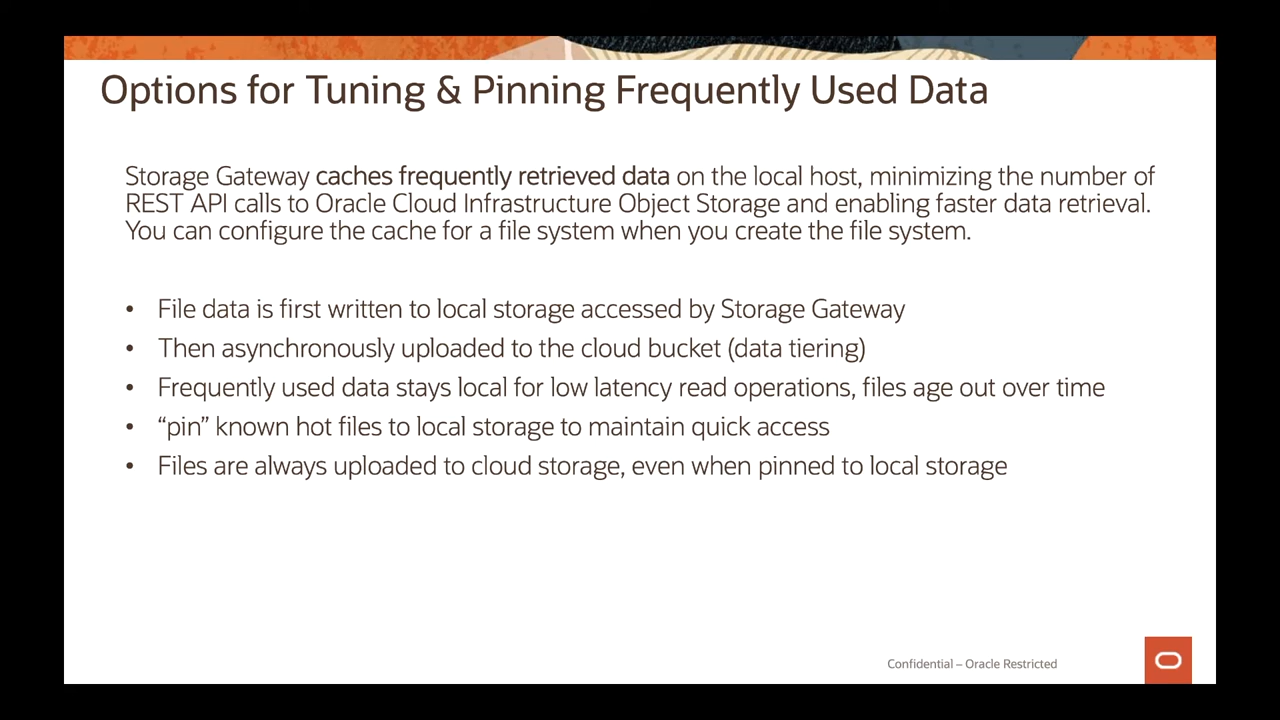 Options for Tuning & Pinning Frequently Used Data
Storage Gateway caches frequently retrieved data on the local host, minimizing the number of
REST API calls to Oracle Cloud Infrastructure Object Storage and enabling faster data retrieval.
You can configure the cache for a file system when you create the file system.
• File data is first written to local storage accessed by Storage Gateway
• Then asynchronously uploaded to the cloud bucket (data tiering)
• Frequently used data stays local for low latency read operations, files age out over time
• “pin” known hot files to local storage to maintain quick access
• Files are always uploaded to cloud storage, even when pinned to local storage
Confidential – Oracle Restricted